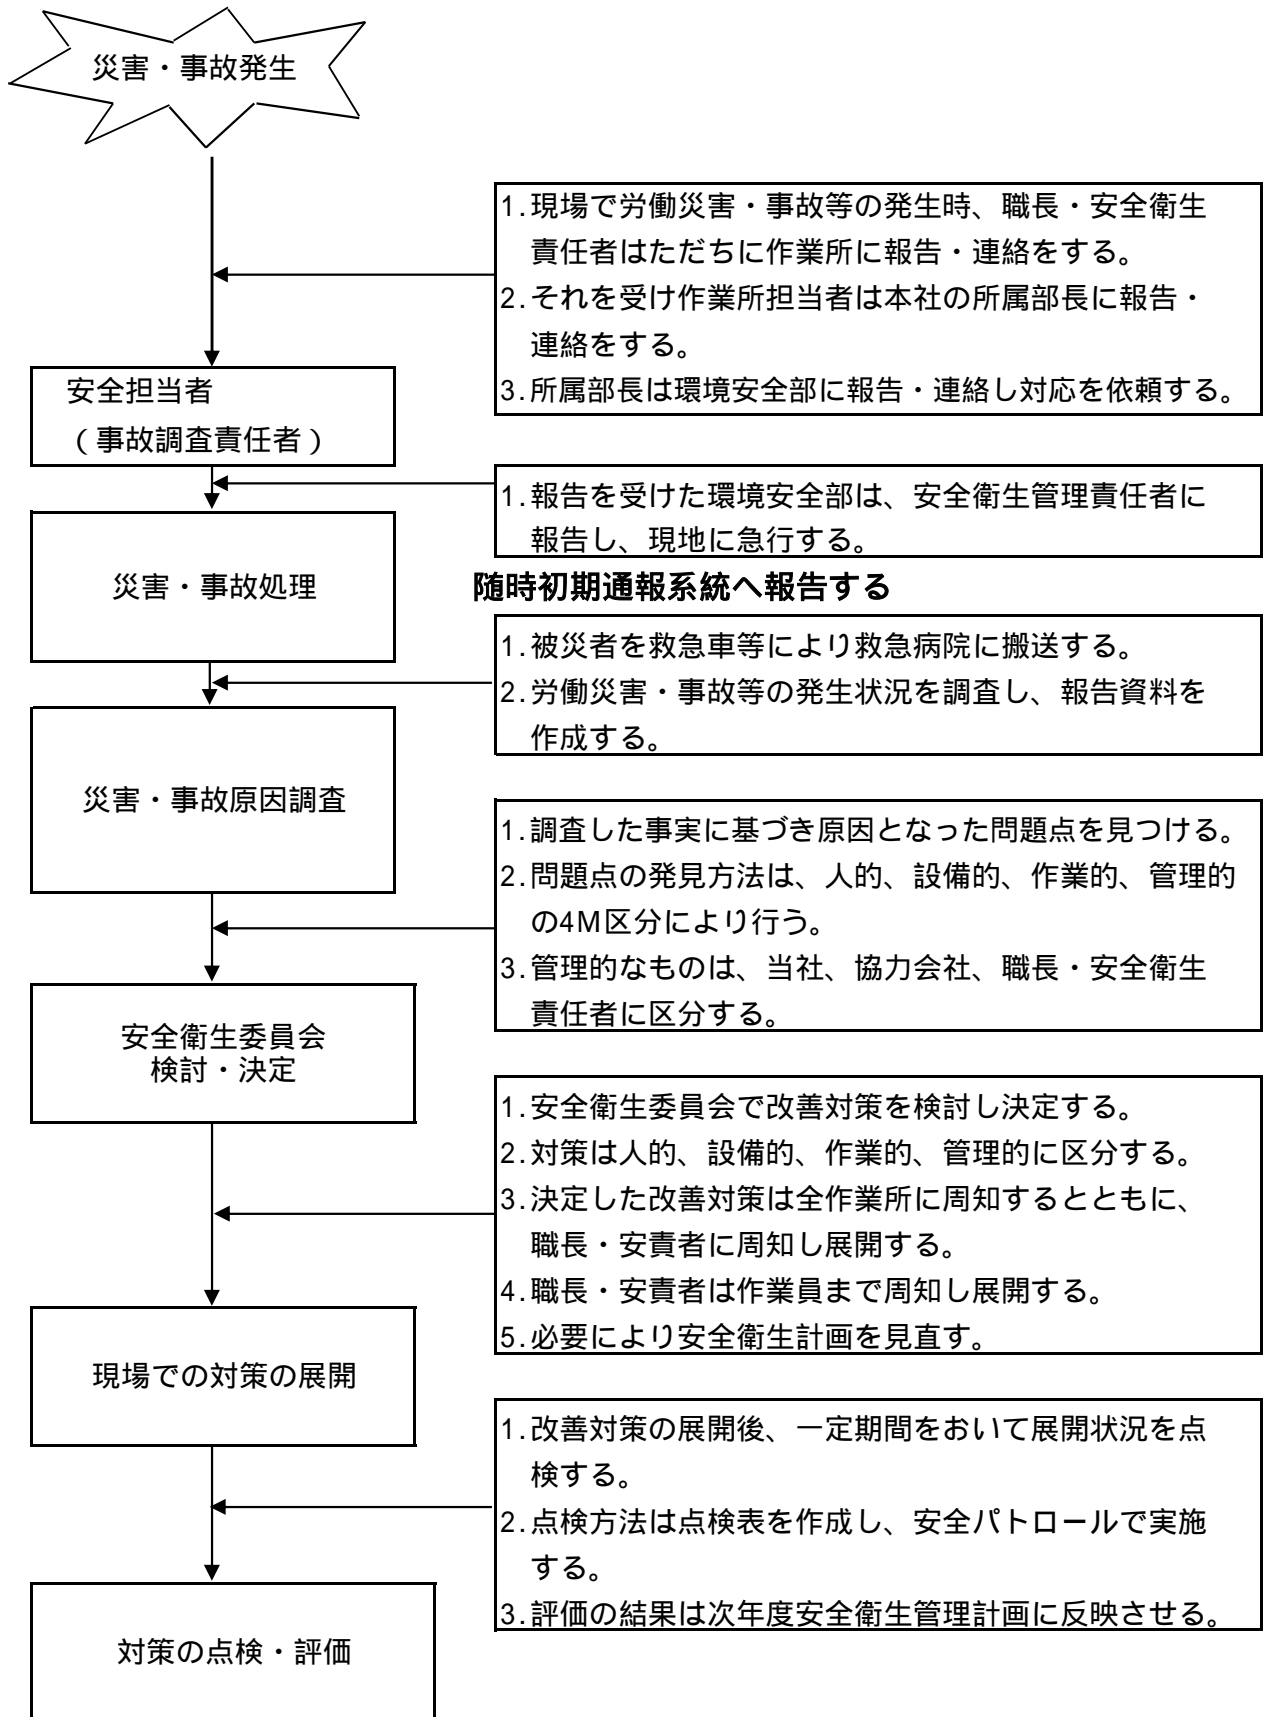 災害・事故発生
1.現場で労働災害・事故等の発生時、職長・安全衛生
責任者はただちに作業所に報告・連絡をする。
2.それを受け作業所担当者は本社の所属部長に報告・
連絡をする。
3.所属部長は環境安全部に報告・連絡し対応を依頼する。
安全担当者
（事故調査責任者）
1.報告を受けた環境安全部は、安全衛生管理責任者に
報告し、現地に急行する。
災害・事故処理
随時初期通報系統へ報告する
1.被災者を救急車等により救急病院に搬送する。
2.労働災害・事故等の発生状況を調査し、報告資料を
作成する。
災害・事故原因調査
1.調査した事実に基づき原因となった問題点を見つける。
2.問題点の発見方法は、人的、設備的、作業的、管理的
の4M区分により行う。
3.管理的なものは、当社、協力会社、職長・安全衛生
責任者に区分する。
安全衛生委員会
検討・決定
1.安全衛生委員会で改善対策を検討し決定する。
2.対策は人的、設備的、作業的、管理的に区分する。
3.決定した改善対策は全作業所に周知するとともに、
職長・安責者に周知し展開する。
4.職長・安責者は作業員まで周知し展開する。
5.必要により安全衛生計画を見直す。
現場での対策の展開
1.改善対策の展開後、一定期間をおいて展開状況を点
検する。
2.点検方法は点検表を作成し、安全パトロールで実施
する。
3.評価の結果は次年度安全衛生管理計画に反映させる。
対策の点検・評価